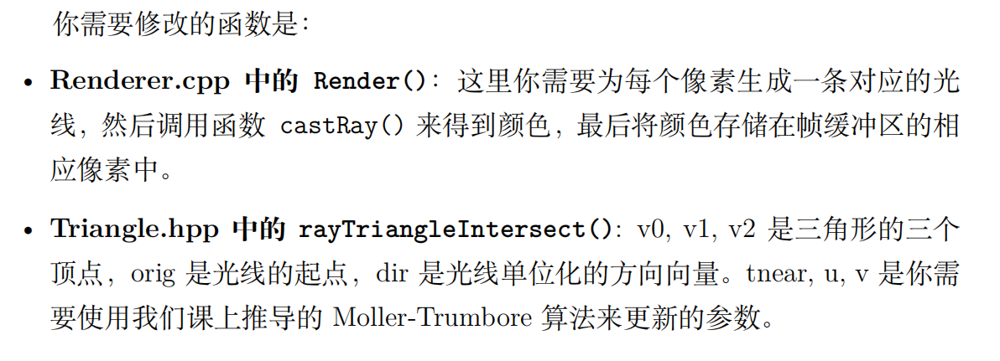 你需要修改的函数是：
• Renderer.cpp 中的 Render()：这里你需要为每个像素生成一条对应的光
线，然后调用函数 castRay() 来得到颜色，最后将颜色存储在帧缓冲区的相
应像素中。
• Triangle.hpp 中的 rayTriangleIntersect(): v0, v1, v2 是三角形的三个
顶点，orig 是光线的起点，dir 是光线单位化的方向向量。tnear, u, v 是你需
要使用我们课上推导的 Moller-Trumbore 算法来更新的参数。